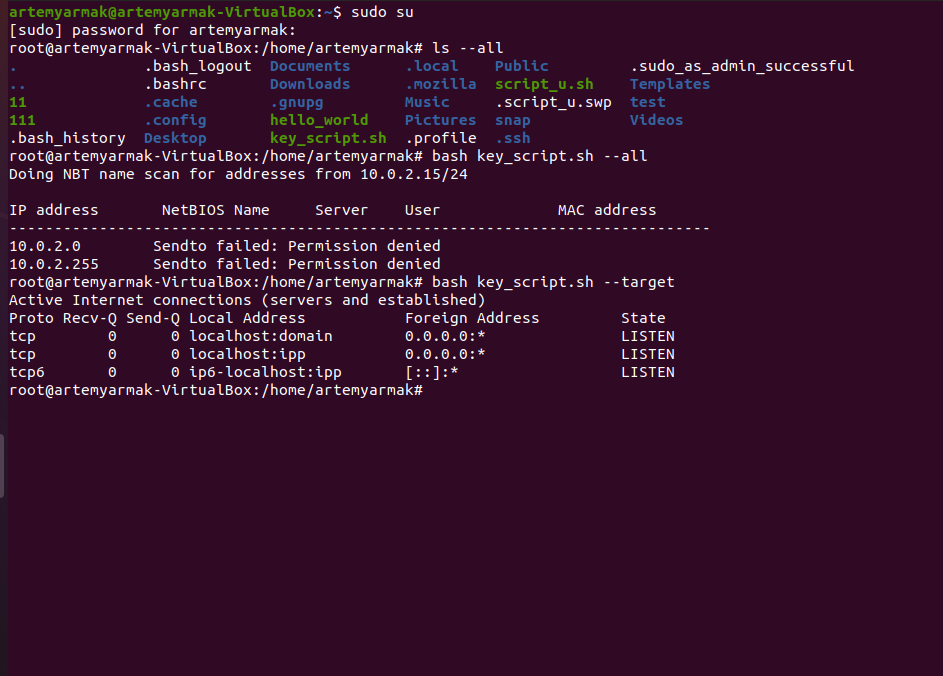 artemyarmak@artemyarmak-VirtualBox:~$ sudo su
[sudo] password for artemyarmak:
root@artemyarmak-VirtualBox:/home/artemyarmak# ls --all
.              .bash_logout  Documents      .local    Public        .sudo_as_admin_successful
..             .bashrc       Downloads      .mozilla  script_u.sh    Templates
11             .cache        .gnupg         Music     .script_u.swp  test
111            .config       hello_world    Pictures  snap           Videos
.bash_history  Desktop       key_script.sh  .profile  .ssh
root@artemyarmak-VirtualBox:/home/artemyarmak# bash key_script.sh --all
Doing NBT name scan for addresses from 10.0.2.15/24
IP address       NetBIOS Name     Server    User             MAC address
------------------------------------------------------------------------------
10.0.2.0        Sendto failed: Permission denied
10.0.2.255      Sendto failed: Permission denied
root@artemyarmak-VirtualBox:/home/artemyarmak# bash key_script.sh --target
Active Internet connections (servers and established)
Proto Recv-Q Send-Q Local Address           Foreign Address         State
tcp        0      0 localhost:domain        0.0.0.0:*               LISTEN
tcp        0      0 localhost:ipp           0.0.0.0:*               LISTEN
tcp6       0      0 ip6-localhost:ipp       [::]:*                  LISTEN
root@artemyarmak-VirtualBox:/home/artemyarmak#